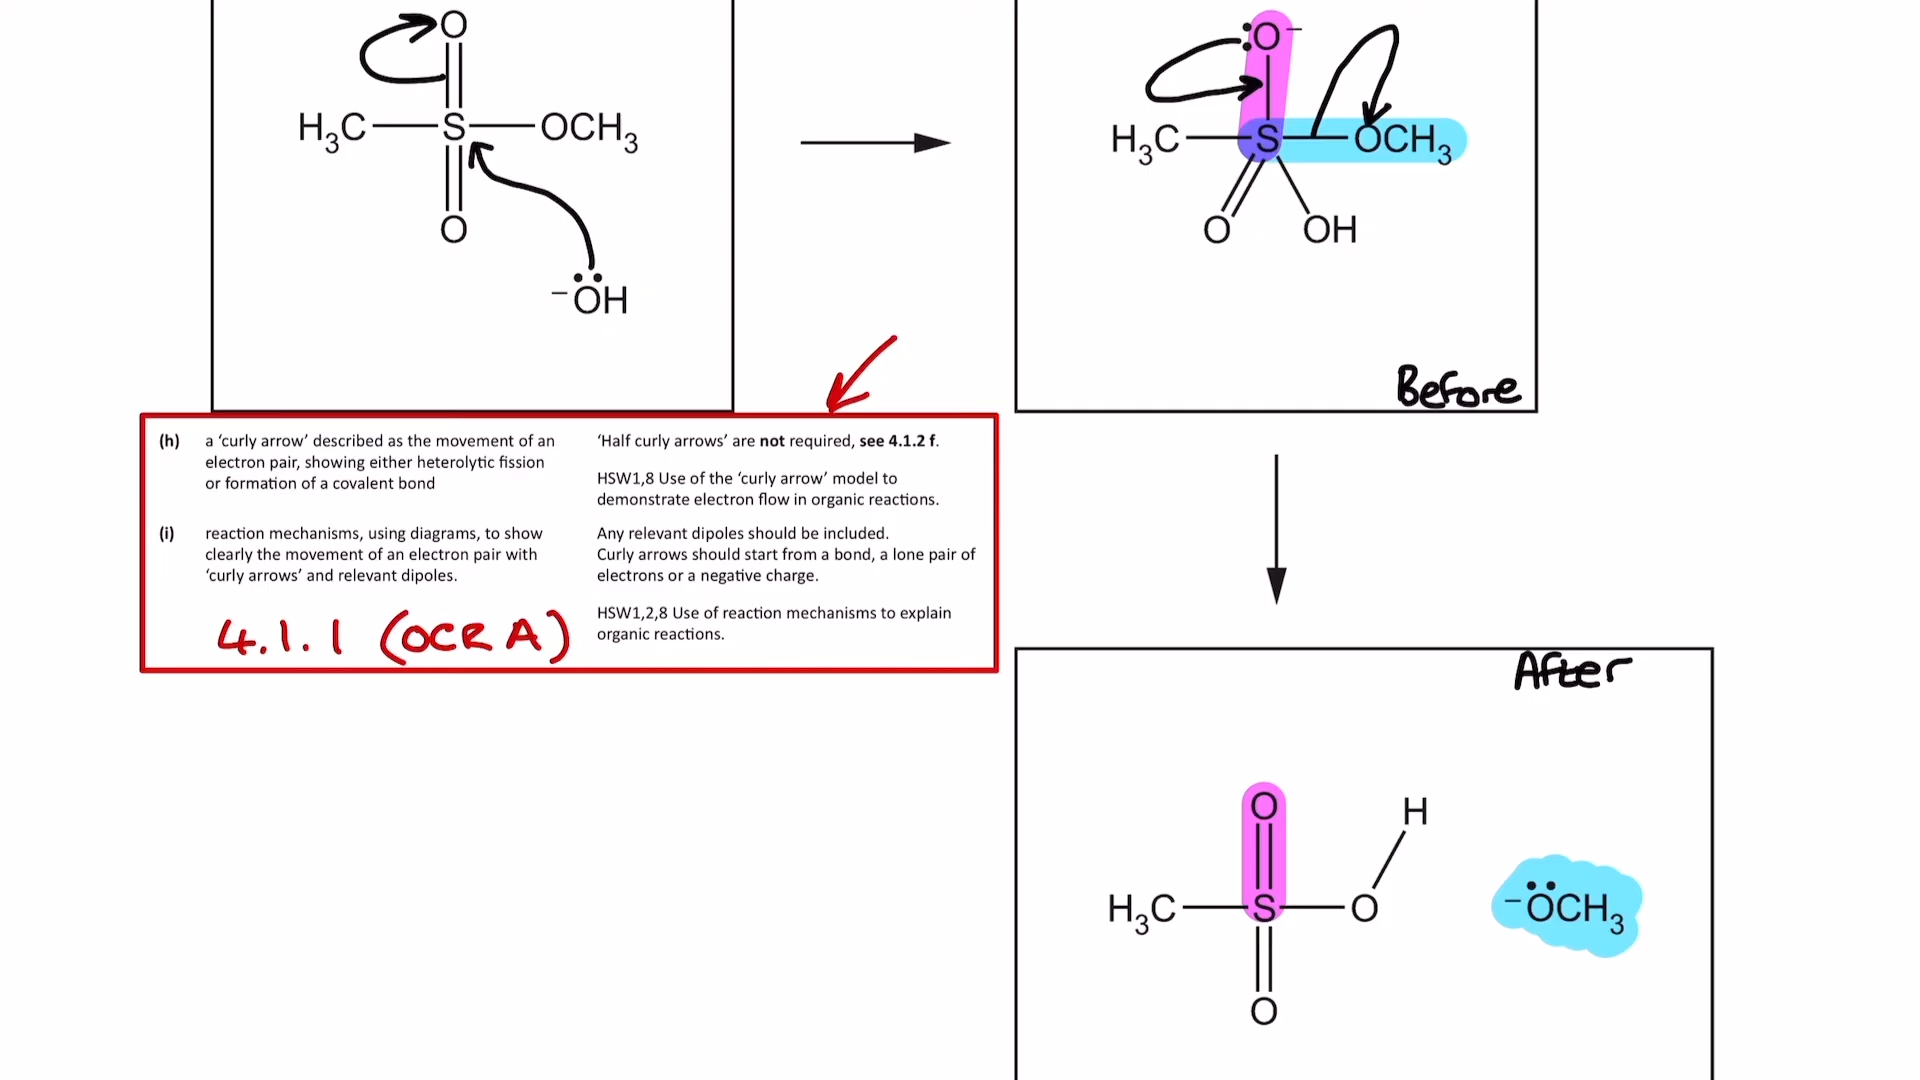 O
H₃C S OCH₃
O
⁻ÖH
:O⁻
H₃C S OCH₃
O OH
Before
(h) a ‘curly arrow’ described as the movement of an
electron pair, showing either heterolytic fission
or formation of a covalent bond
‘Half curly arrows’ are not required, see 4.1.2 f.
HSW1,8 Use of the ‘curly arrow’ model to
demonstrate electron flow in organic reactions.
(i) reaction mechanisms, using diagrams, to show
clearly the movement of an electron pair with
‘curly arrows’ and relevant dipoles.
Any relevant dipoles should be included.
Curly arrows should start from a bond, a lone pair of
electrons or a negative charge.
HSW1,2,8 Use of reaction mechanisms to explain
organic reactions.
4.1.1 (OCR A)
After
O H
H₃C S O ⁻ÖCH₃
O